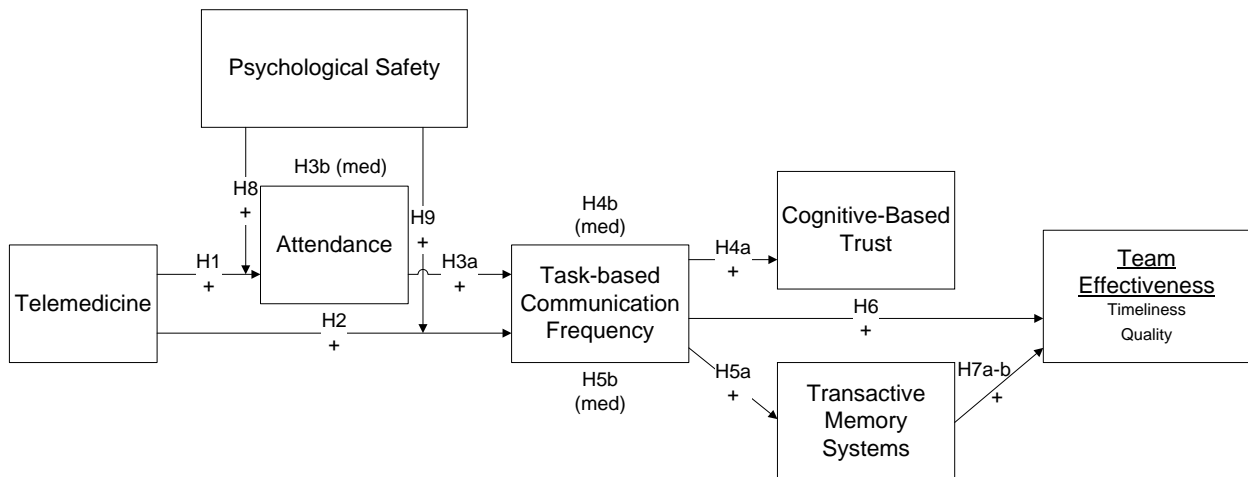 Psychological Safety
H3b (med)
H8
+
Attendance
H9
+
H4b
(med)
Cognitive-Based
Trust
H4a
+
Telemedicine
H1
+
H3a
+
Task-based
Communication
Frequency
Team
Effectiveness
Timeliness
Quality
H2
+
H6
+
H5b
(med)
H5a
+
Transactive
Memory
Systems
H7a-b
+